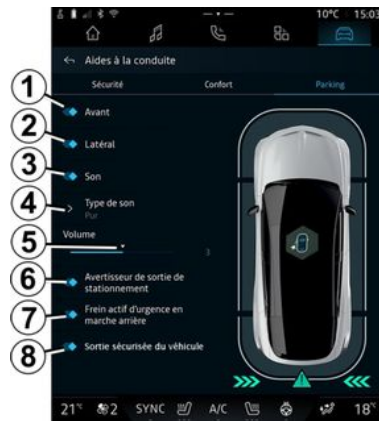 10°C 15:03
Aides à la conduite
Sécurité Confort Parking
1 Avant
2 Latéral
3 Son
4 Type de son
Pur
5 Volume
3
6 Avertisseur de sortie de
stationnement
7 Frein actif d'urgence en
marche arrière
8 Sortie sécurisée du véhicule
21° 2 SYNC A/C 18°